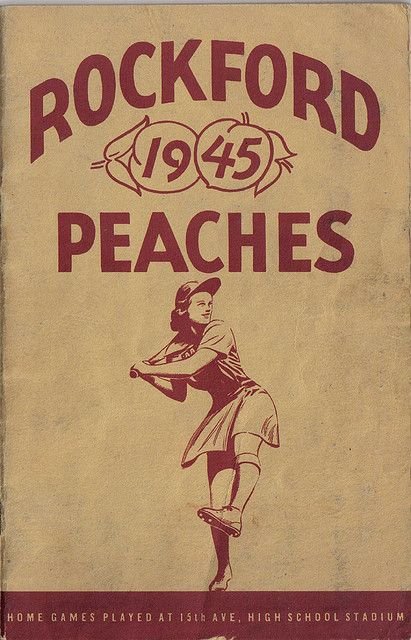 ROCKFORD
1945
PEACHES
HOME GAMES PLAYED AT 15th AVE, HIGH SCHOOL STADIUM